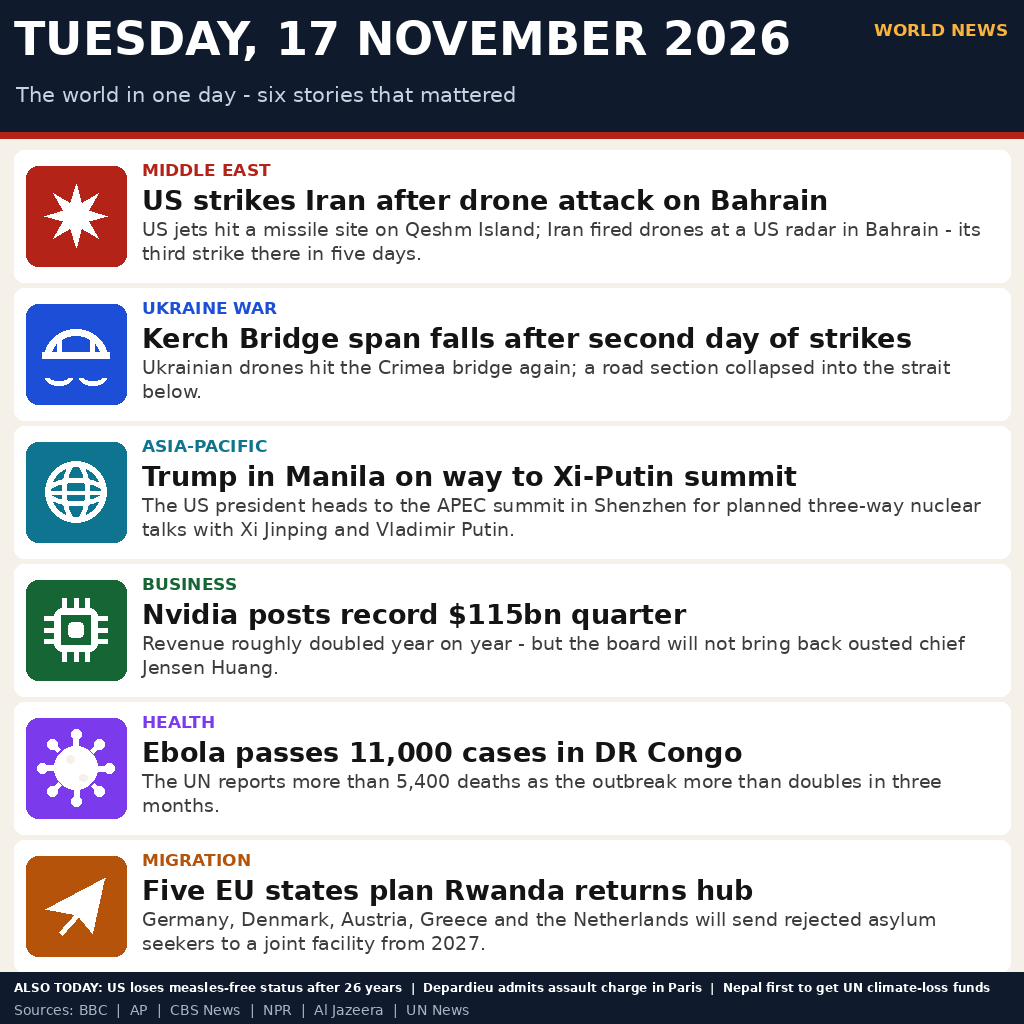 TUESDAY, 17 NOVEMBER 2026
WORLD NEWS
The world in one day - six stories that mattered
MIDDLE EAST
US strikes Iran after drone attack on Bahrain
US jets hit a missile site on Qeshm Island; Iran fired drones at a US radar in Bahrain - its
third strike there in five days.
UKRAINE WAR
Kerch Bridge span falls after second day of strikes
Ukrainian drones hit the Crimea bridge again; a road section collapsed into the strait
below.
ASIA-PACIFIC
Trump in Manila on way to Xi-Putin summit
The US president heads to the APEC summit in Shenzhen for planned three-way nuclear
talks with Xi Jinping and Vladimir Putin.
BUSINESS
Nvidia posts record $115bn quarter
Revenue roughly doubled year on year - but the board will not bring back ousted chief
Jensen Huang.
HEALTH
Ebola passes 11,000 cases in DR Congo
The UN reports more than 5,400 deaths as the outbreak more than doubles in three
months.
MIGRATION
Five EU states plan Rwanda returns hub
Germany, Denmark, Austria, Greece and the Netherlands will send rejected asylum
seekers to a joint facility from 2027.
ALSO TODAY: US loses measles-free status after 26 years | Depardieu admits assault charge in Paris | Nepal first to get UN climate-loss funds
Sources: BBC | AP | CBS News | NPR | Al Jazeera | UN News